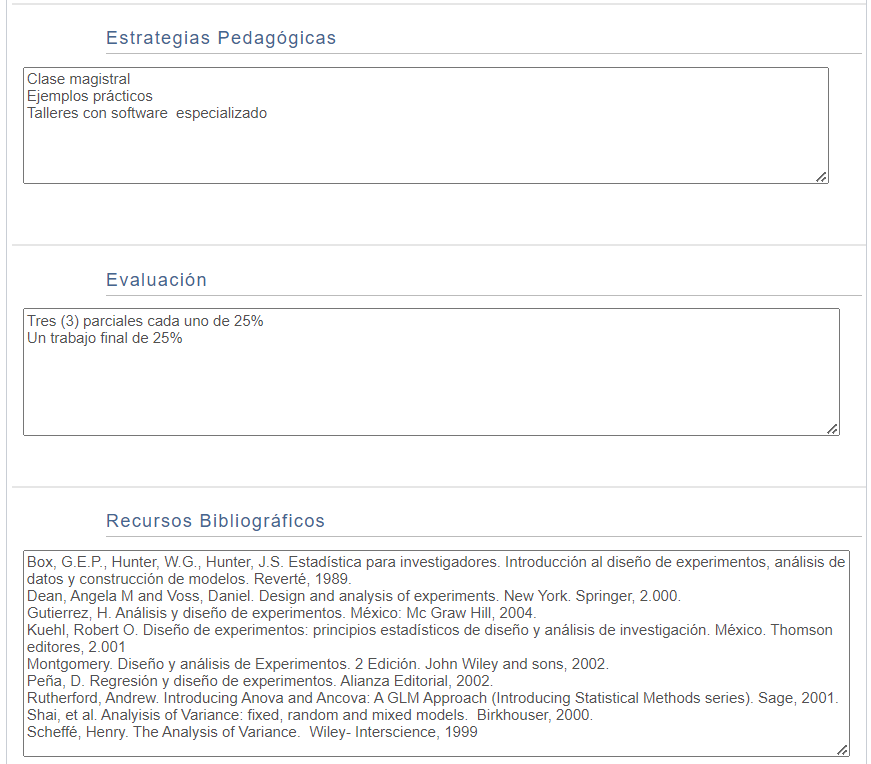 Estrategias Pedagógicas
Clase magistral
Ejemplos prácticos
Talleres con software  especializado
Evaluación
Tres (3) parciales cada uno de 25%
Un trabajo final de 25%
Recursos Bibliográficos
Box, G.E.P., Hunter, W.G., Hunter, J.S. Estadística para investigadores. Introducción al diseño de experimentos, análisis de
datos y construcción de modelos. Reverté, 1989.
Dean, Angela M and Voss, Daniel. Design and analysis of experiments. New York. Springer, 2.000.
Gutierrez, H. Análisis y diseño de experimentos. México: Mc Graw Hill, 2004.
Kuehl, Robert O. Diseño de experimentos: principios estadísticos de diseño y análisis de investigación. México. Thomson
editores, 2.001
Montgomery. Diseño y análisis de Experimentos. 2 Edición. John Wiley and sons, 2002.
Peña, D. Regresión y diseño de experimentos. Alianza Editorial, 2002.
Rutherford, Andrew. Introducing Anova and Ancova: A GLM Approach (Introducing Statistical Methods series). Sage, 2001.
Shai, et al. Analyisis of Variance: fixed, random and mixed models.  Birkhouser, 2000.
Scheffé, Henry. The Analysis of Variance.  Wiley- Interscience, 1999